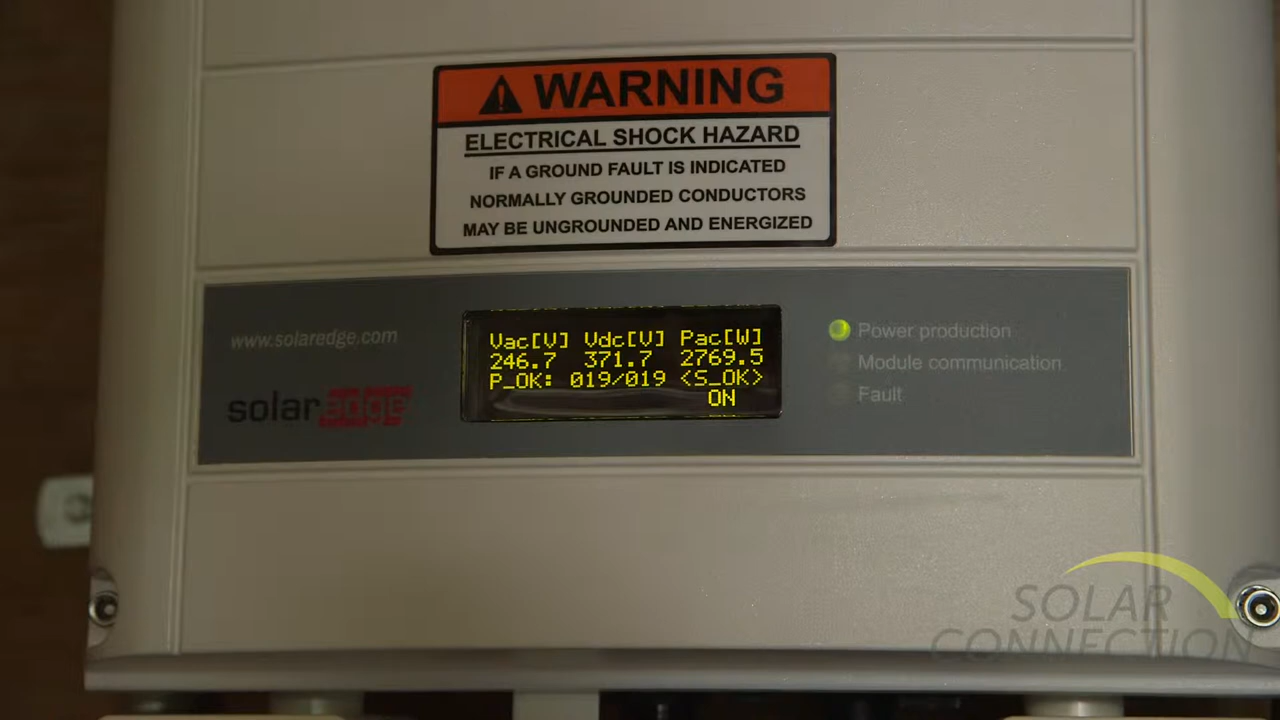 WARNING
ELECTRICAL SHOCK HAZARD
IF A GROUND FAULT IS INDICATED
NORMALLY GROUNDED CONDUCTORS
MAY BE UNGROUNDED AND ENERGIZED
www.solaredge.com
solaredge
Vac[V] Vdc[V] Pac[W]
246.7 371.7 2769.5
P_OK: 019/019 <S_OK>
ON
Power production
Module communication
Fault
SOLAR
CONNECTION